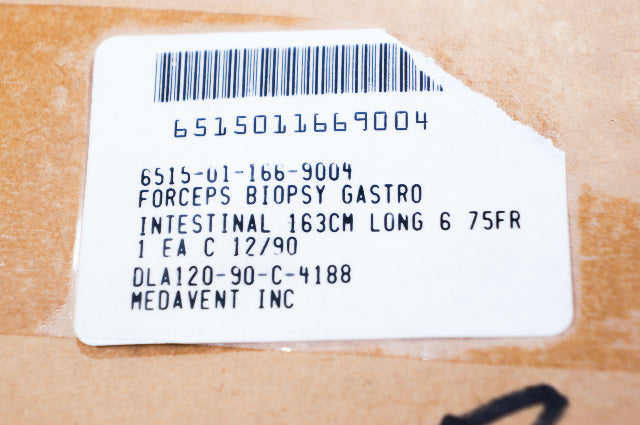 6515011669004
6515-01-166-9004
FORCEPS BIOPSY GASTRO
INTESTINAL 163CM LONG 6 75FR
1 EA C 12/90
DLA120-90-C-4188
MEDAVENT INC